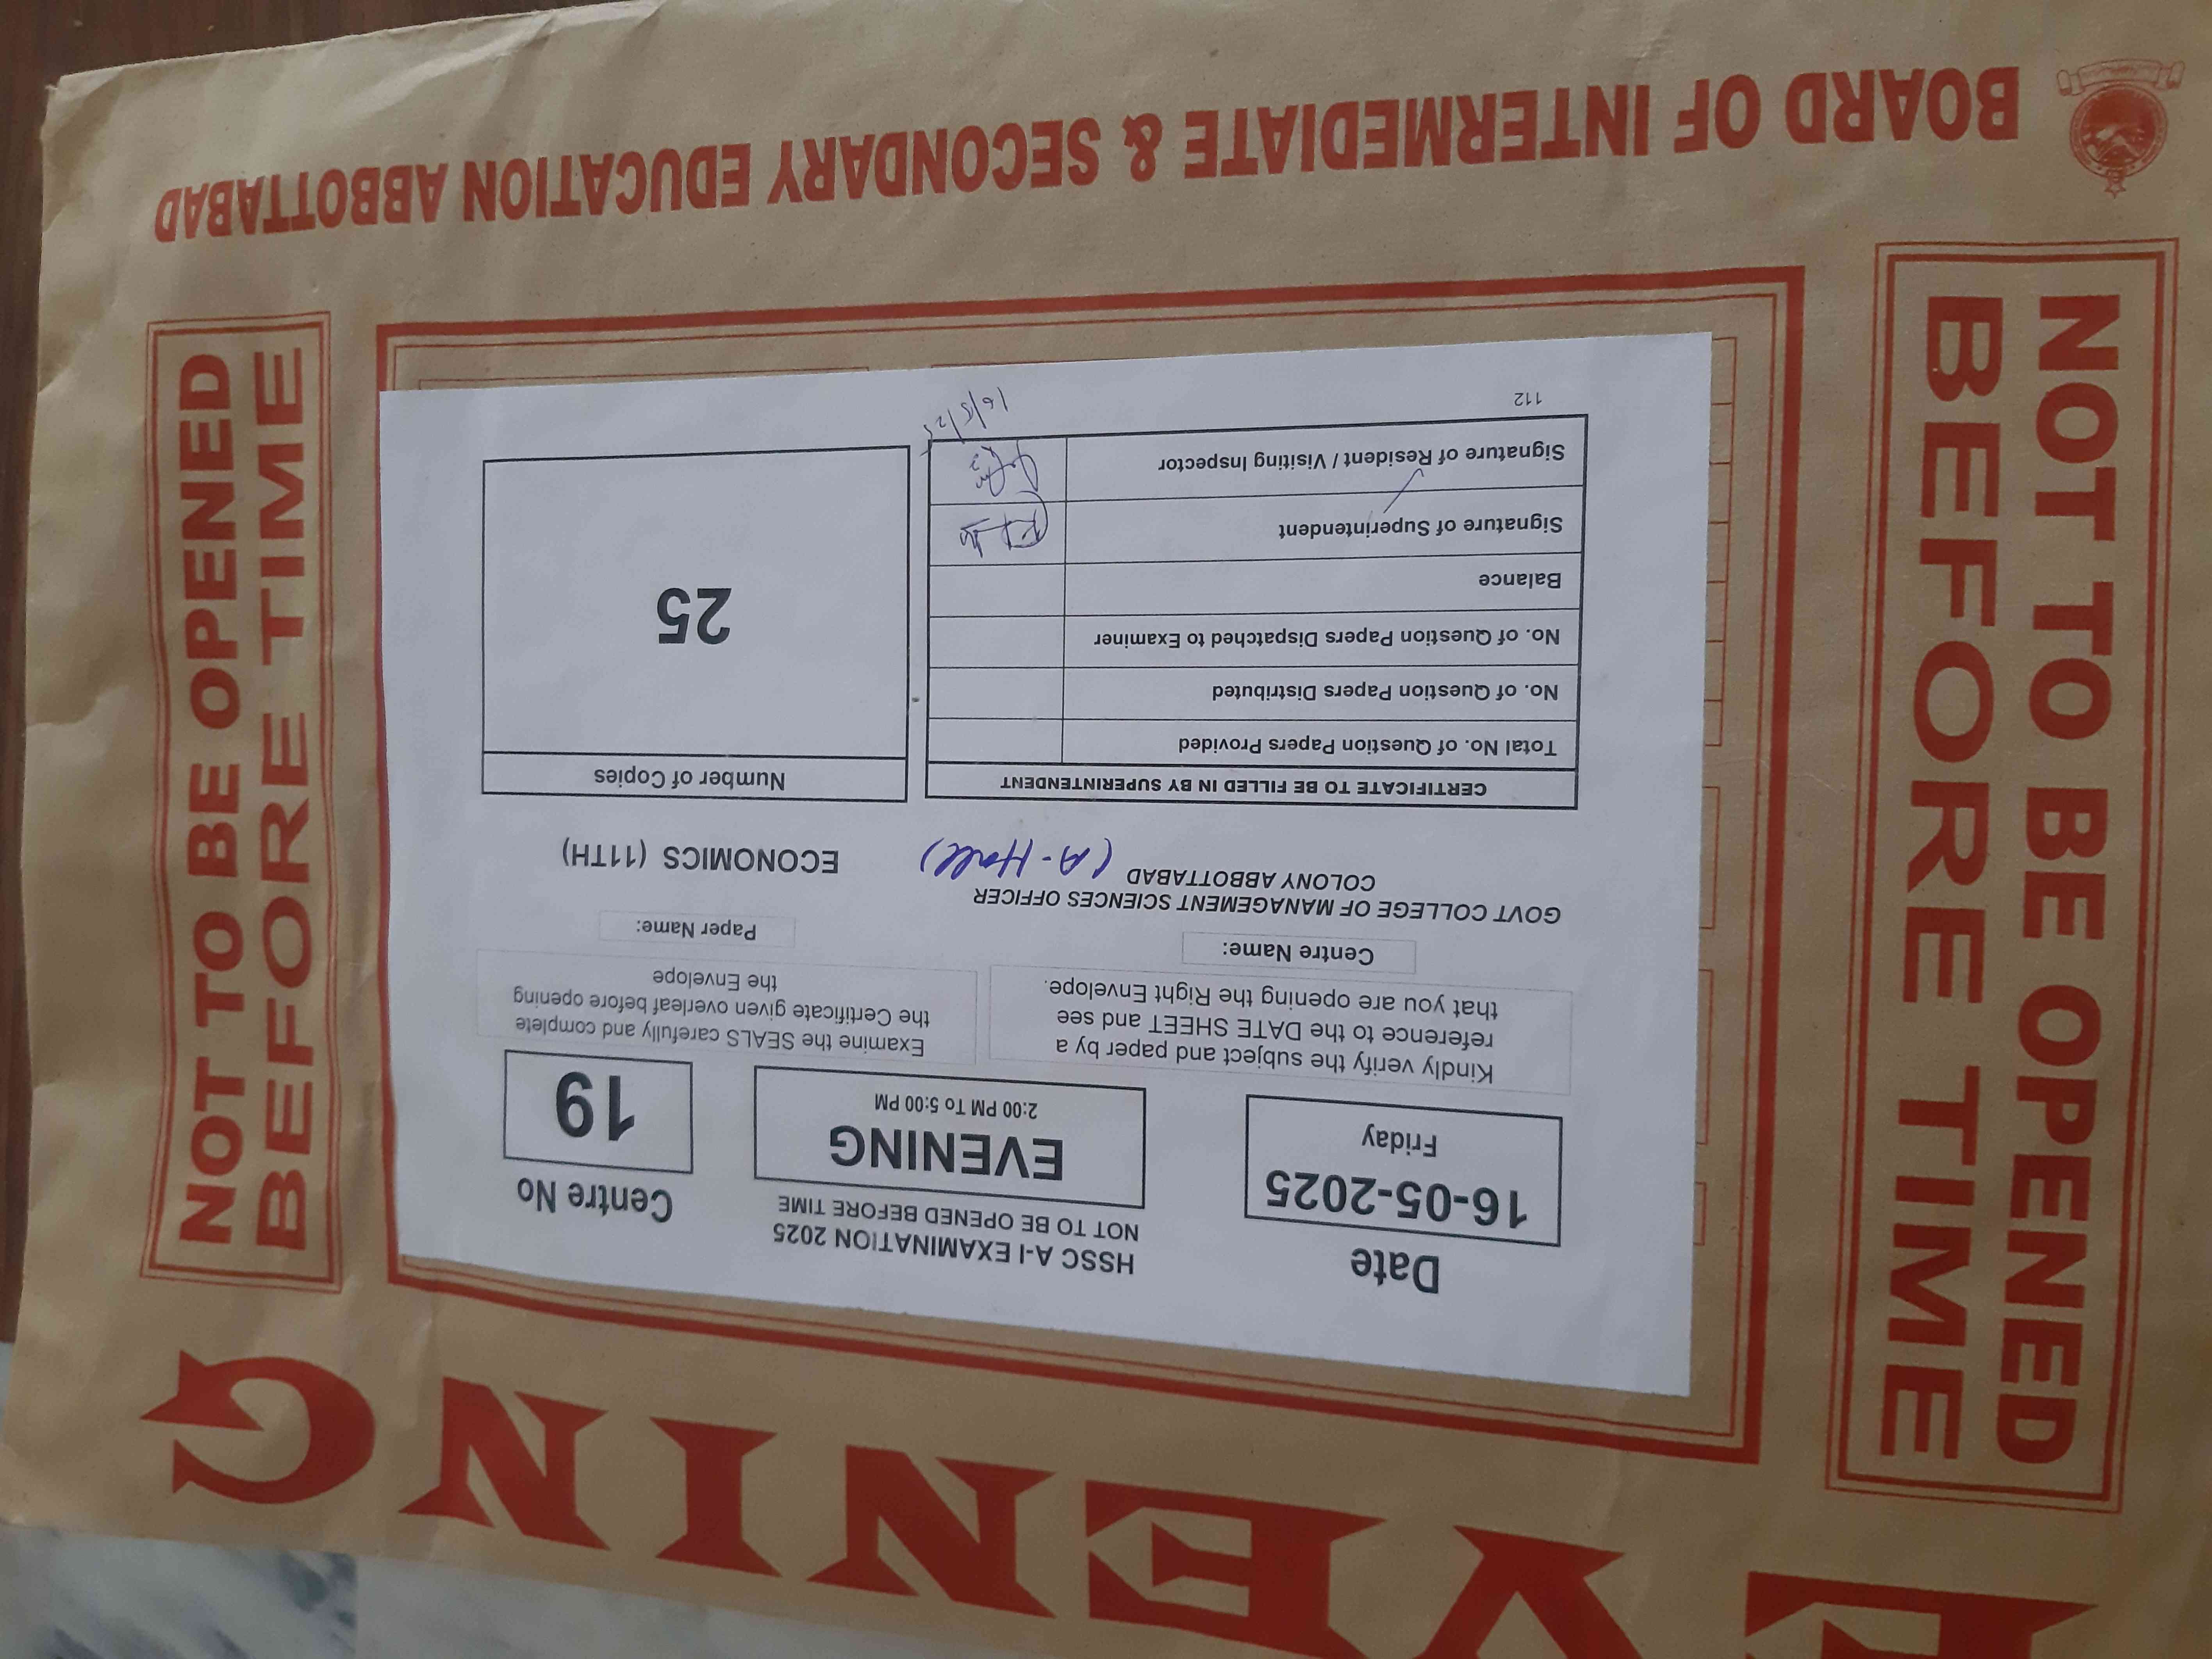 BOARD OF INTERMEDIATE & SECONDARY EDUCATION ABBOTTABAD
NOT TO BE OPENED
BEFORE TIME
112
Signature of Resident / Visiting Inspector
16/5/25
Signature of Superintendent
Balance
No. of Question Papers Dispatched to Examiner
No. of Question Papers Distributed
Total No. of Question Papers Provided
CERTIFICATE TO BE FILLED IN BY SUPERINTENDENT
25
Number of Copies
GOVT COLLEGE OF MANAGEMENT SCIENCES OFFICER
COLONY ABBOTTABAD (A-Hall)
ECONOMICS (11TH)
Centre Name:
Paper Name:
Kindly verify the subject and paper by a
reference to the DATE SHEET and see
that you are opening the Right Envelope.
Examine the SEALS carefully and complete
the Certificate given overleaf before opening
the Envelope
Date
16-05-2025
Friday
HSSC A-I EXAMINATION 2025
NOT TO BE OPENED BEFORE TIME
EVENING
2:00 PM To 5:00 PM
Centre No
19
NOT TO BE OPENED
BEFORE TIME
EVENING